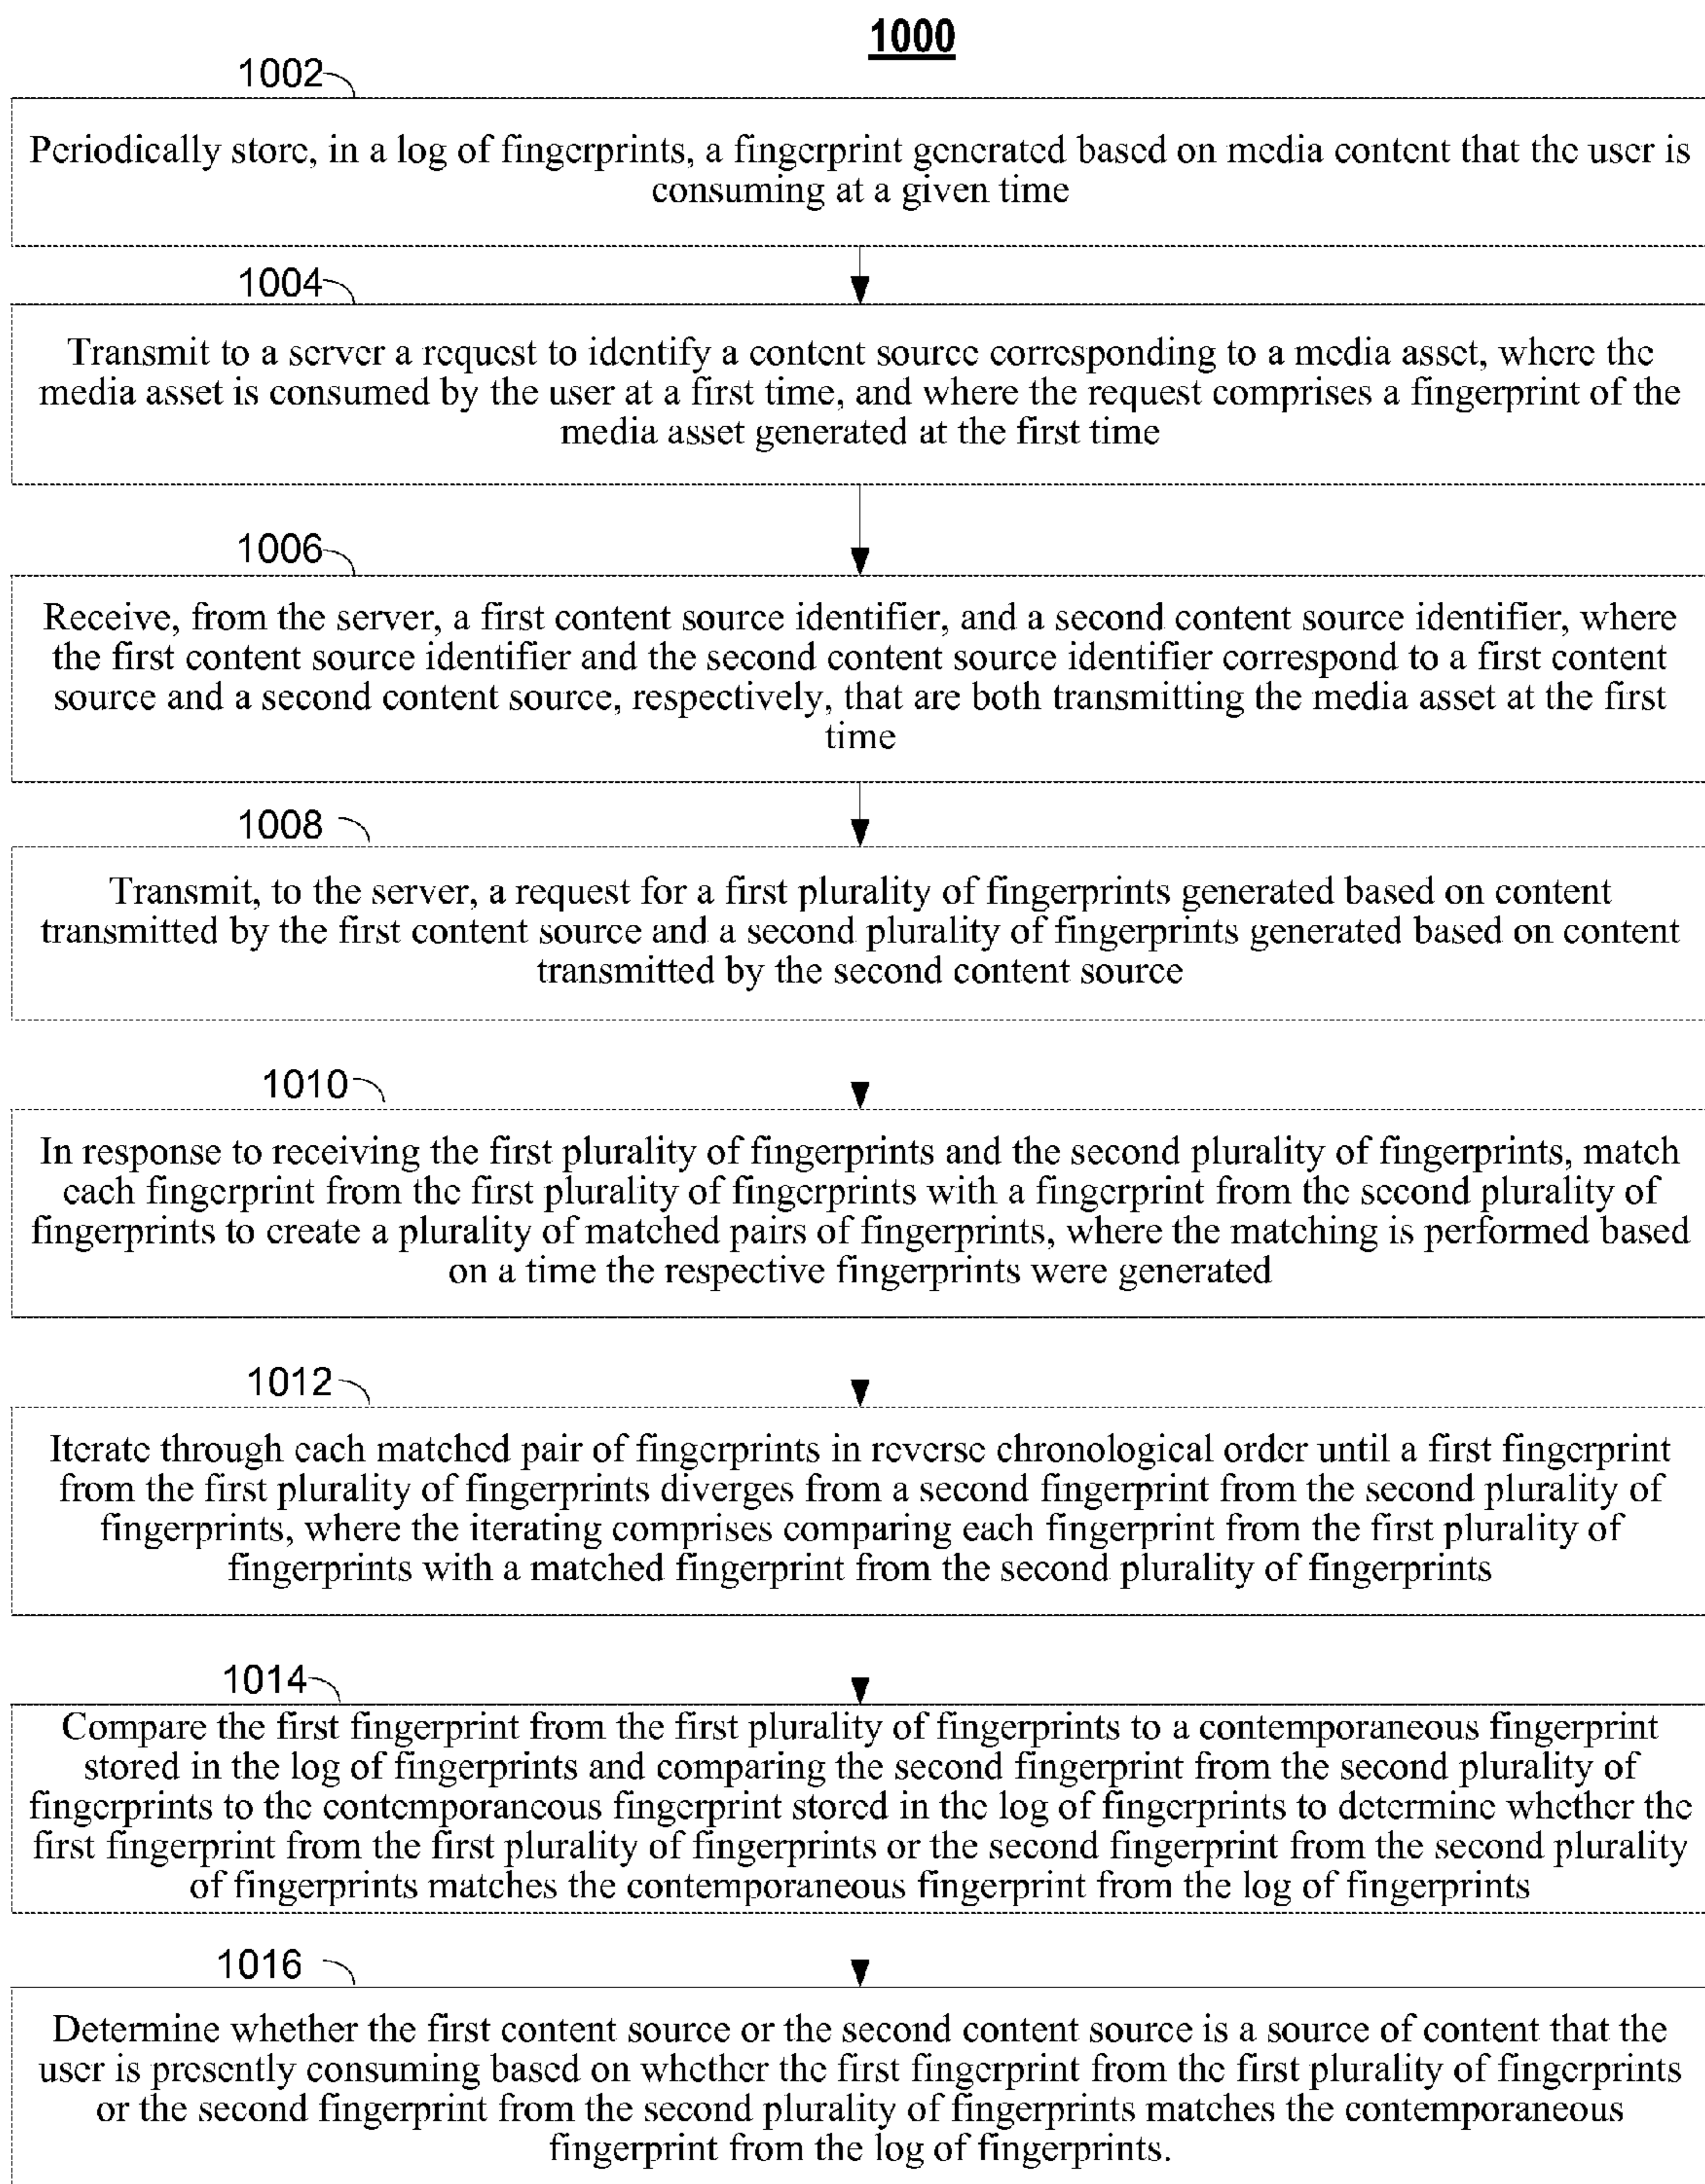 1000
1002
Periodically store, in a log of fingerprints, a fingerprint generated based on media content that the user is
consuming at a given time
1004
Transmit to a server a request to identify a content source corresponding to a media asset, where the
media asset is consumed by the user at a first time, and where the request comprises a fingerprint of the
media asset generated at the first time
1006
Receive, from the server, a first content source identifier, and a second content source identifier, where
the first content source identifier and the second content source identifier correspond to a first content
source and a second content source, respectively, that are both transmitting the media asset at the first
time
1008
Transmit, to the server, a request for a first plurality of fingerprints generated based on content
transmitted by the first content source and a second plurality of fingerprints generated based on content
transmitted by the second content source
1010
In response to receiving the first plurality of fingerprints and the second plurality of fingerprints, match
each fingerprint from the first plurality of fingerprints with a fingerprint from the second plurality of
fingerprints to create a plurality of matched pairs of fingerprints, where the matching is performed based
on a time the respective fingerprints were generated
1012
Iterate through each matched pair of fingerprints in reverse chronological order until a first fingerprint
from the first plurality of fingerprints diverges from a second fingerprint from the second plurality of
fingerprints, where the iterating comprises comparing each fingerprint from the first plurality of
fingerprints with a matched fingerprint from the second plurality of fingerprints
1014
Compare the first fingerprint from the first plurality of fingerprints to a contemporaneous fingerprint
stored in the log of fingerprints and comparing the second fingerprint from the second plurality of
fingerprints to the contemporaneous fingerprint stored in the log of fingerprints to determine whether the
first fingerprint from the first plurality of fingerprints or the second fingerprint from the second plurality
of fingerprints matches the contemporaneous fingerprint from the log of fingerprints
1016
Determine whether the first content source or the second content source is a source of content that the
user is presently consuming based on whether the first fingerprint from the first plurality of fingerprints
or the second fingerprint from the second plurality of fingerprints matches the contemporaneous
fingerprint from the log of fingerprints.